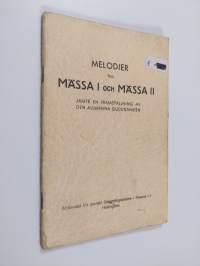 MELODIER
TILL
MÄSSA I OCH MÄSSA II
JÄMTE EN FRAMSTÄLLNING AV
DEN ALLMÄNNA GUDSTJÄNSTEN
Helsingfors